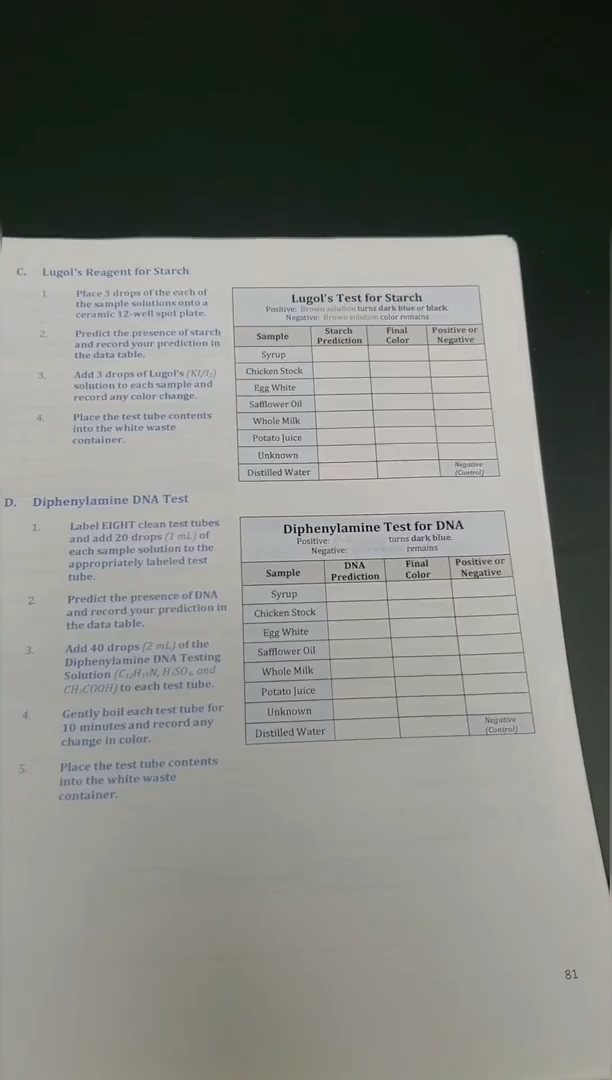 C. Lugol's Reagent for Starch
1. Place 3 drops of the each of
the sample solutions onto a
ceramic 12-well spot plate.
2. Predict the presence of starch
and record your prediction in
the data table.
3. Add 3 drops of Lugol's (KI/I₂)
solution to each sample and
record any color change.
4. Place the test tube contents
into the white waste
container.
Lugol's Test for Starch
Positive: Brown solution turns dark blue or black.
Negative: Brown solution color remains
Sample Starch Prediction Final Color Positive or Negative
Syrup
Chicken Stock
Egg White
Safflower Oil
Whole Milk
Potato Juice
Unknown
Distilled Water Negative (Control)
D. Diphenylamine DNA Test
1. Label EIGHT clean test tubes
and add 20 drops (1 mL) of
each sample solution to the
appropriately labeled test
tube.
2. Predict the presence of DNA
and record your prediction in
the data table.
3. Add 40 drops (2 mL) of the
Diphenylamine DNA Testing
Solution (C₁₂H₁₁N, H₂SO₄, and
CH₃COOH) to each test tube.
4. Gently boil each test tube for
10 minutes and record any
change in color.
5. Place the test tube contents
into the white waste
container.
Diphenylamine Test for DNA
Positive: turns dark blue
Negative: remains
Sample DNA Prediction Final Color Positive or Negative
Syrup
Chicken Stock
Egg White
Safflower Oil
Whole Milk
Potato Juice
Unknown
Distilled Water Negative (Control)
81